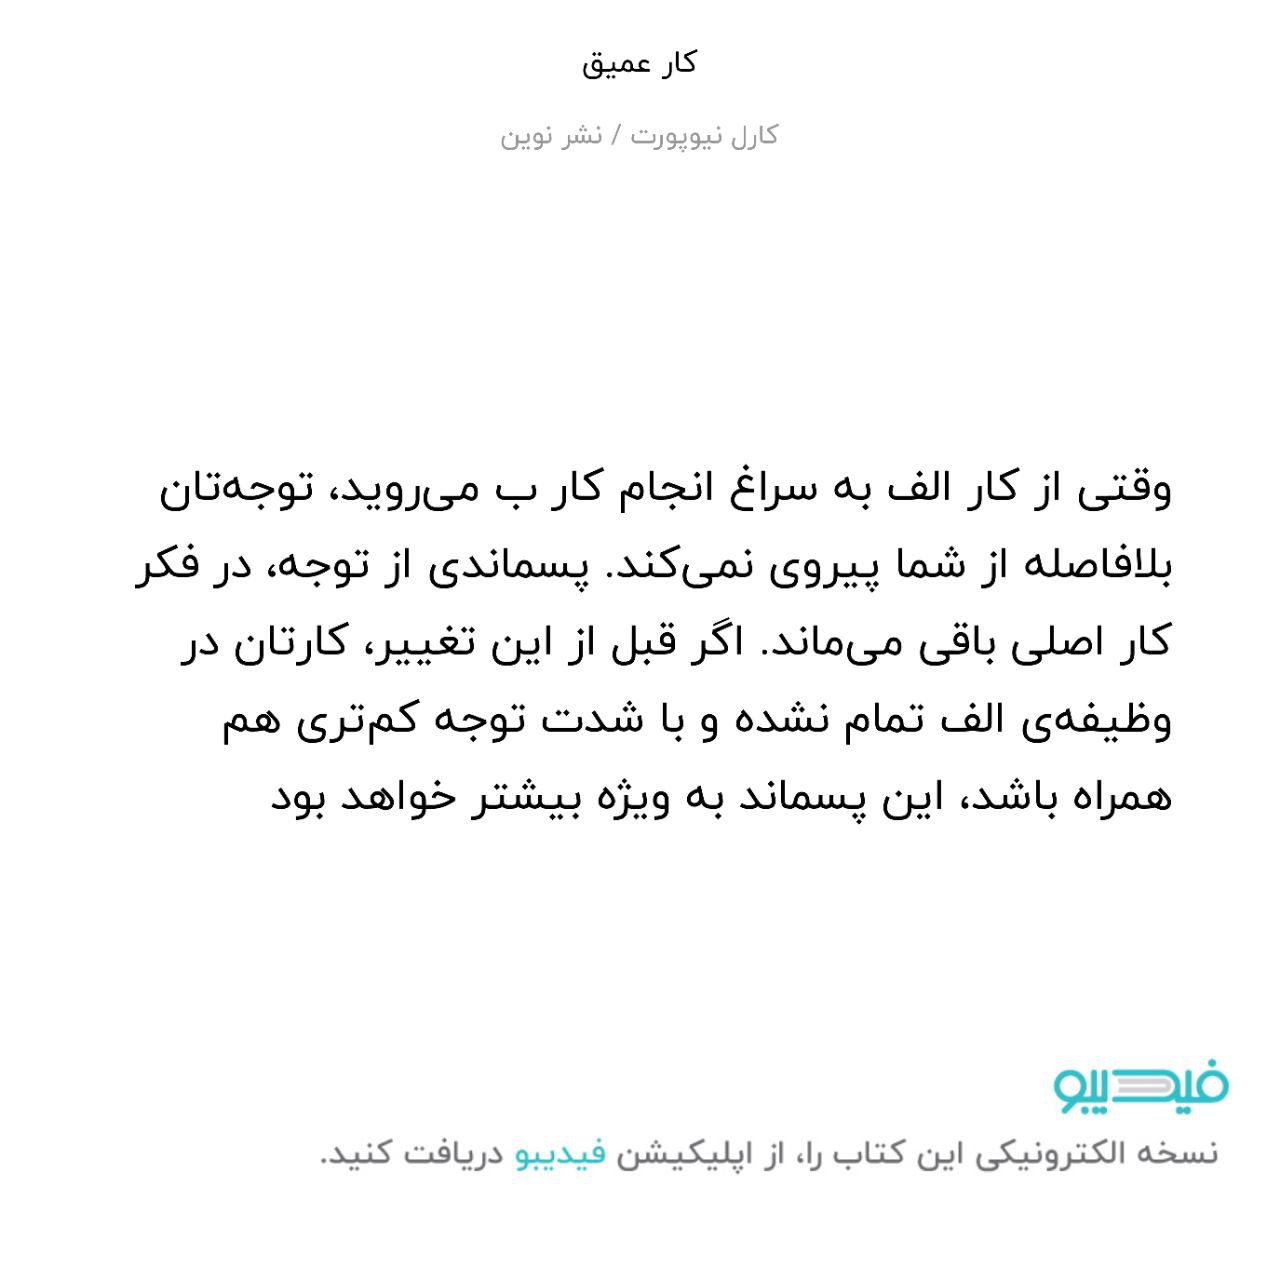 کار عمیق
کارل نیوپورت / نشر نوین
وقتی از کار الف به سراغ انجام کار ب می‌روید، توجه‌تان
بلافاصله از شما پیروی نمی‌کند. پسماندی از توجه، در فکر
کار اصلی باقی می‌ماند. اگر قبل از این تغییر، کارتان در
وظیفه‌ی الف تمام نشده و با شدت توجه کم‌تری هم
همراه باشد، این پسماند به ویژه بیشتر خواهد بود
فیدیبو
نسخه الکترونیکی این کتاب را، از اپلیکیشن فیدیبو دریافت کنید.